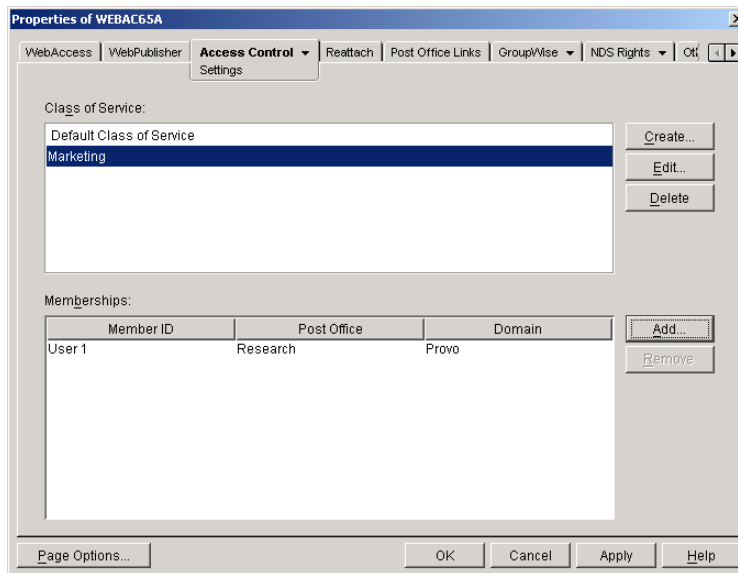 Properties of WEBAC65A
WebAccess WebPublisher Access Control Reattach Post Office Links GroupWise NDS Rights
Settings
Class of Service:
Default Class of Service
Marketing
Create...
Edit...
Delete
Memberships:
Member ID Post Office Domain
User 1 Research Provo
Add...
Remove
Page Options... OK Cancel Apply Help